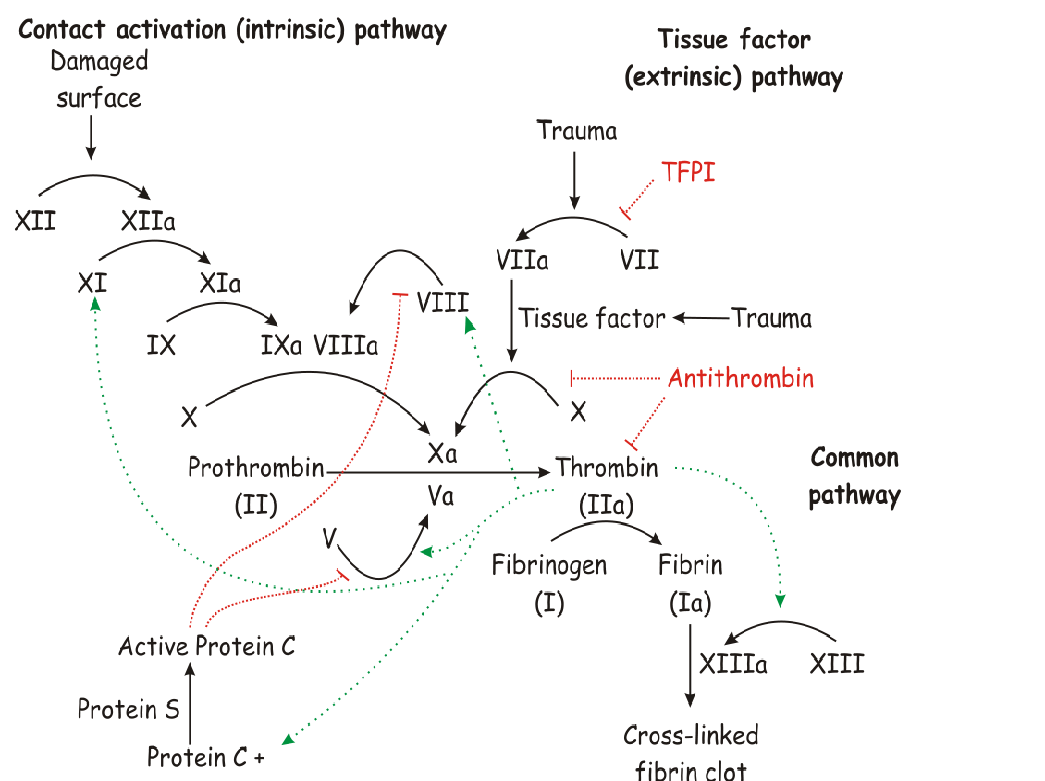 Contact activation (intrinsic) pathway
Damaged
surface
Tissue factor
(extrinsic) pathway
Trauma
TFPI
XII
XIIa
VIIa
VII
XI
XIa
VIII
Tissue factor
Trauma
IX
IXa
VIIIa
Antithrombin
X
X
Xa
Prothrombin
(II)
Thrombin
(IIa)
Va
Common
pathway
V
Fibrinogen
(I)
Fibrin
(Ia)
Active Protein C
XIIIa
XIII
Protein S
Protein C +
Cross-linked
fibrin clot